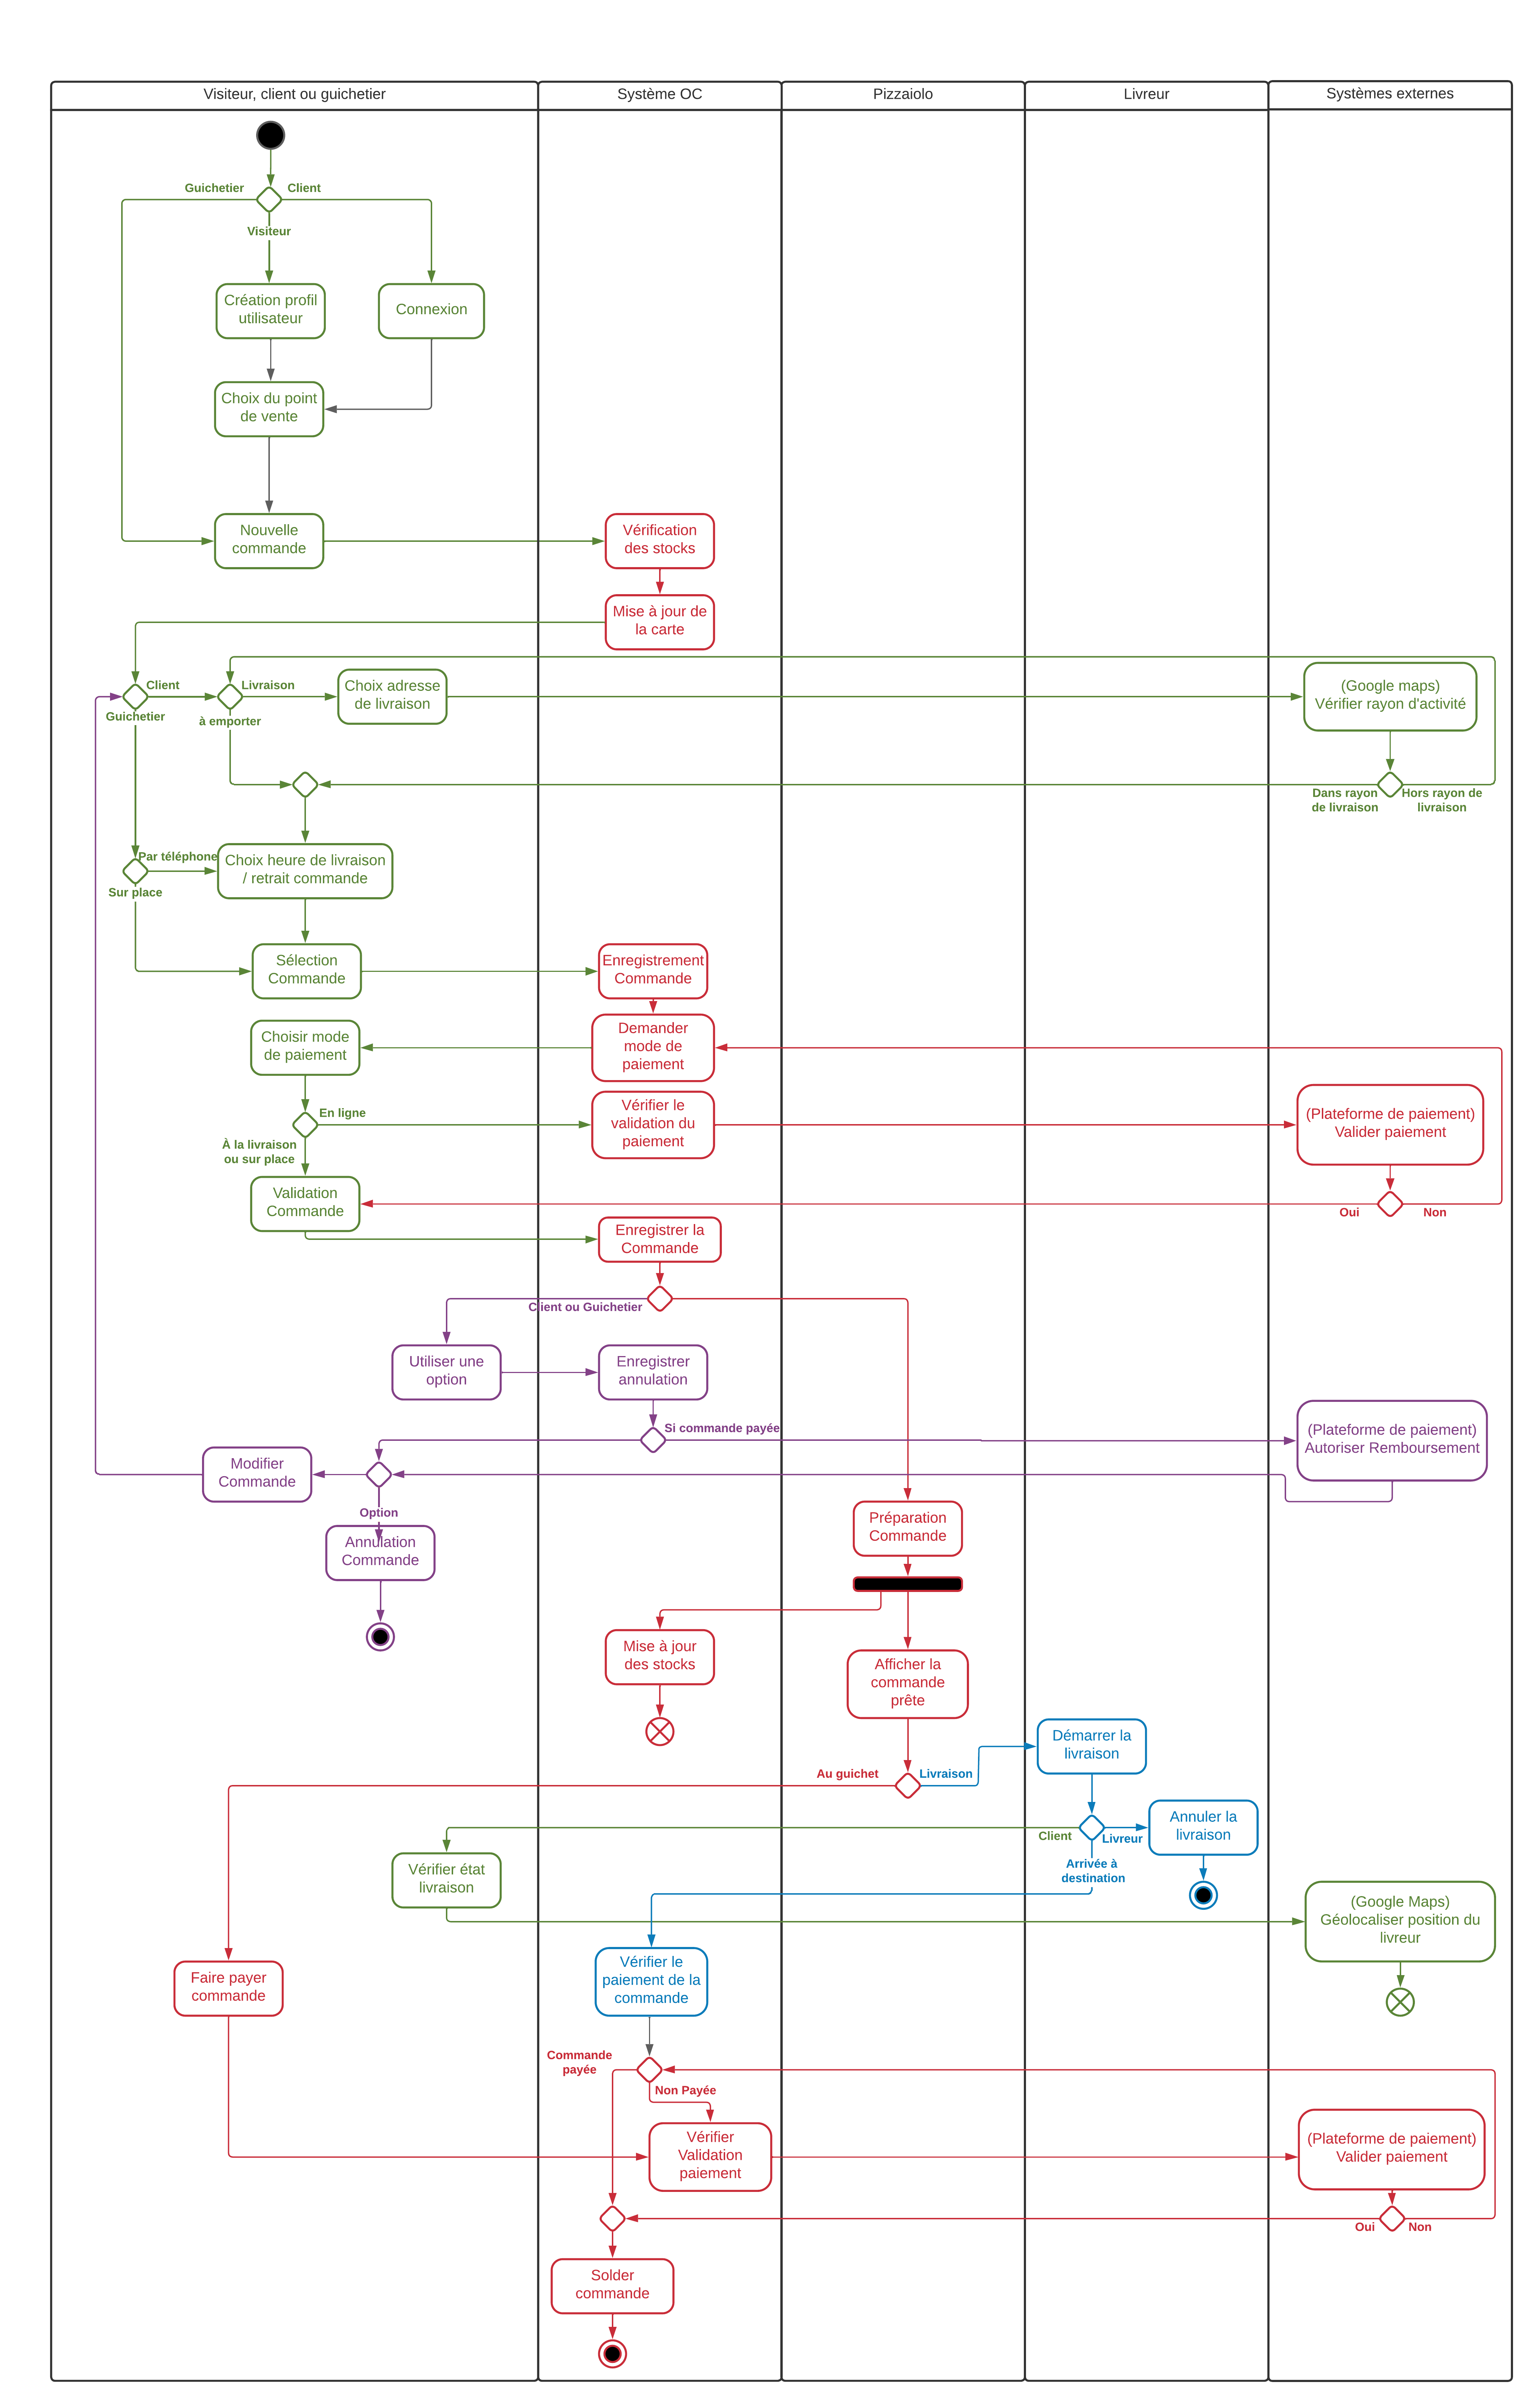 Visiteur, client ou guichetier
Système OC
Pizzaiolo
Livreur
Systèmes externes
Guichetier
Client
Visiteur
Création profil
utilisateur
Connexion
Choix du point
de vente
Nouvelle
commande
Vérification
des stocks
Mise à jour de
la carte
Client
Livraison
Choix adresse
de livraison
(Google maps)
Vérifier rayon d'activité
Guichetier
à emporter
Dans rayon
de livraison
Hors rayon de
livraison
Par téléphone
Choix heure de livraison
/ retrait commande
Sur place
Sélection
Commande
Enregistrement
Commande
Choisir mode
de paiement
Demander
mode de
paiement
En ligne
Vérifier le
validation du
paiement
(Plateforme de paiement)
Valider paiement
À la livraison
ou sur place
Validation
Commande
Oui
Non
Enregistrer la
Commande
Client ou Guichetier
Utiliser une
option
Enregistrer
annulation
Si commande payée
(Plateforme de paiement)
Autoriser Remboursement
Modifier
Commande
Option
Annulation
Commande
Préparation
Commande
Mise à jour
des stocks
Afficher la
commande
prête
Démarrer la
livraison
Au guichet
Livraison
Annuler la
livraison
Client
Livreur
Arrivée à
destination
Vérifier état
livraison
(Google Maps)
Géolocaliser position du
livreur
Faire payer
commande
Vérifier le
paiement de la
commande
Commande
payée
Non Payée
Vérifier
Validation
paiement
(Plateforme de paiement)
Valider paiement
Oui
Non
Solder
commande